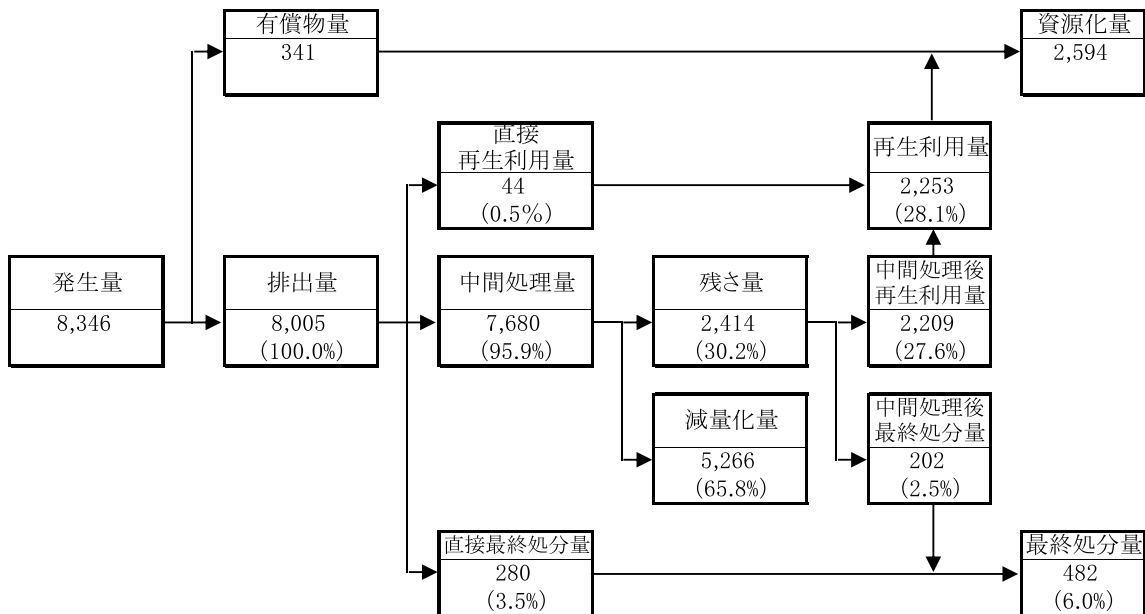 有償物量
341
資源化量
2,594
直接
再生利用量
44
(0.5%)
再生利用量
2,253
(28.1%)
発生量
8,346
排出量
8,005
(100.0%)
中間処理量
7,680
(95.9%)
残さ量
2,414
(30.2%)
中間処理後
再生利用量
2,209
(27.6%)
減量化量
5,266
(65.8%)
中間処理後
最終処分量
202
(2.5%)
直接最終処分量
280
(3.5%)
最終処分量
482
(6.0%)